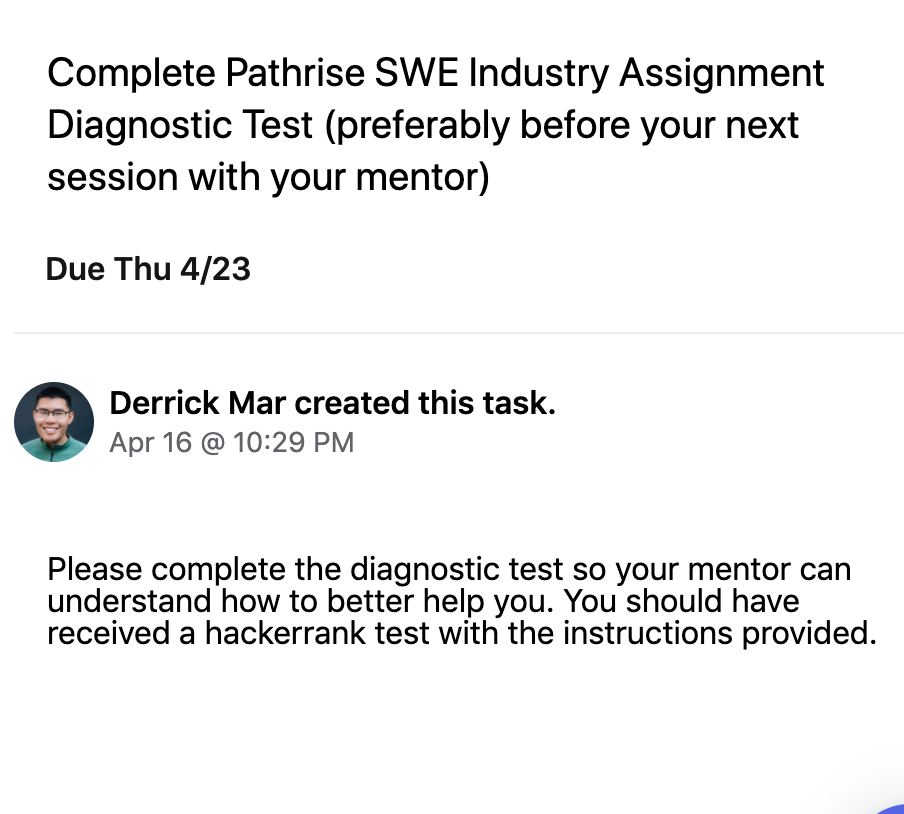 Complete Pathrise SWE Industry Assignment
Diagnostic Test (preferably before your next
session with your mentor)
Due Thu 4/23
Derrick Mar created this task.
Apr 16 @ 10:29 PM
Please complete the diagnostic test so your mentor can
understand how to better help you. You should have
received a hackerrank test with the instructions provided.